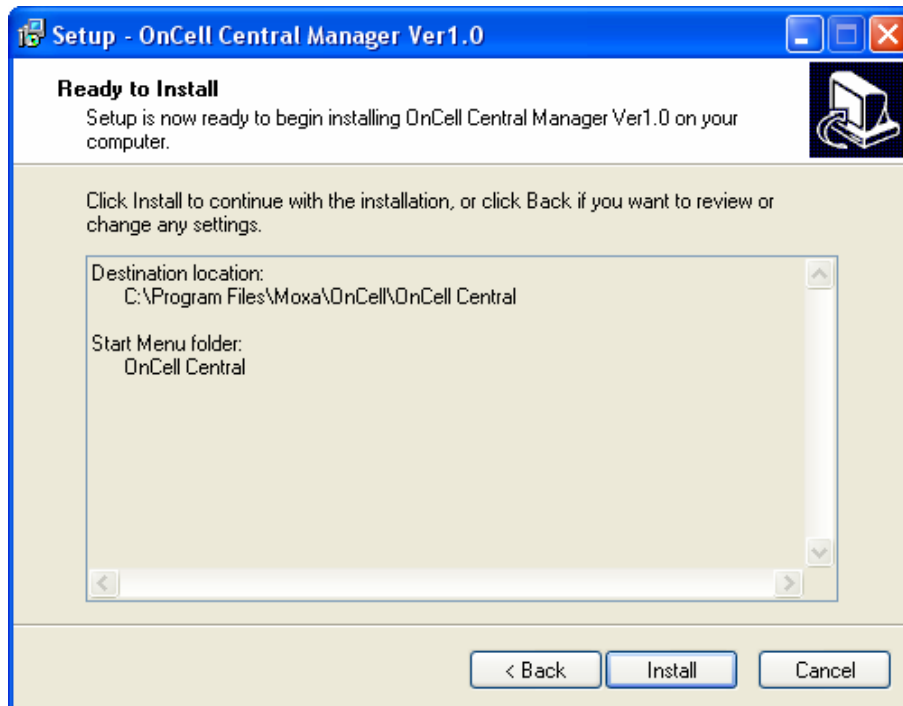 Setup - OnCell Central Manager Ver1.0
Ready to Install
Setup is now ready to begin installing OnCell Central Manager Ver1.0 on your
computer.
Click Install to continue with the installation, or click Back if you want to review or
change any settings.
Destination location:
C:\Program Files\Moxa\OnCell\OnCell Central
Start Menu folder:
OnCell Central
< Back
Install
Cancel